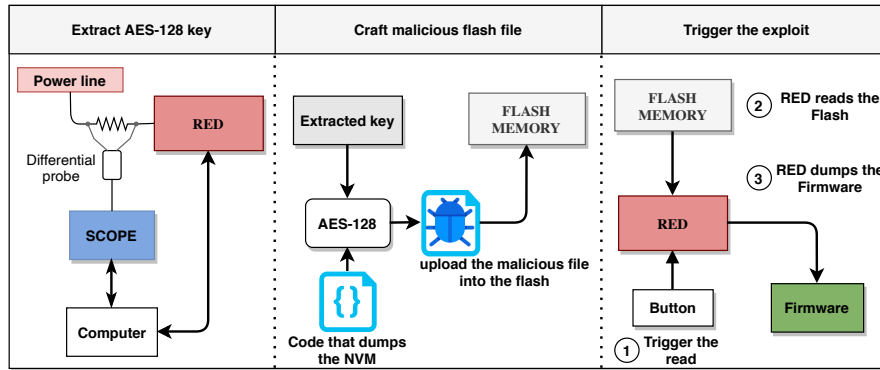 Extract AES-128 key
Craft malicious flash file
Trigger the exploit
Power line
RED
Differential
probe
SCOPE
Computer
Extracted key
FLASH
MEMORY
AES-128
upload the malicious file
into the flash
{ }
Code that dumps
the NVM
FLASH
MEMORY
2 RED reads the
Flash
3 RED dumps the
Firmware
RED
Button
Firmware
1 Trigger the
read